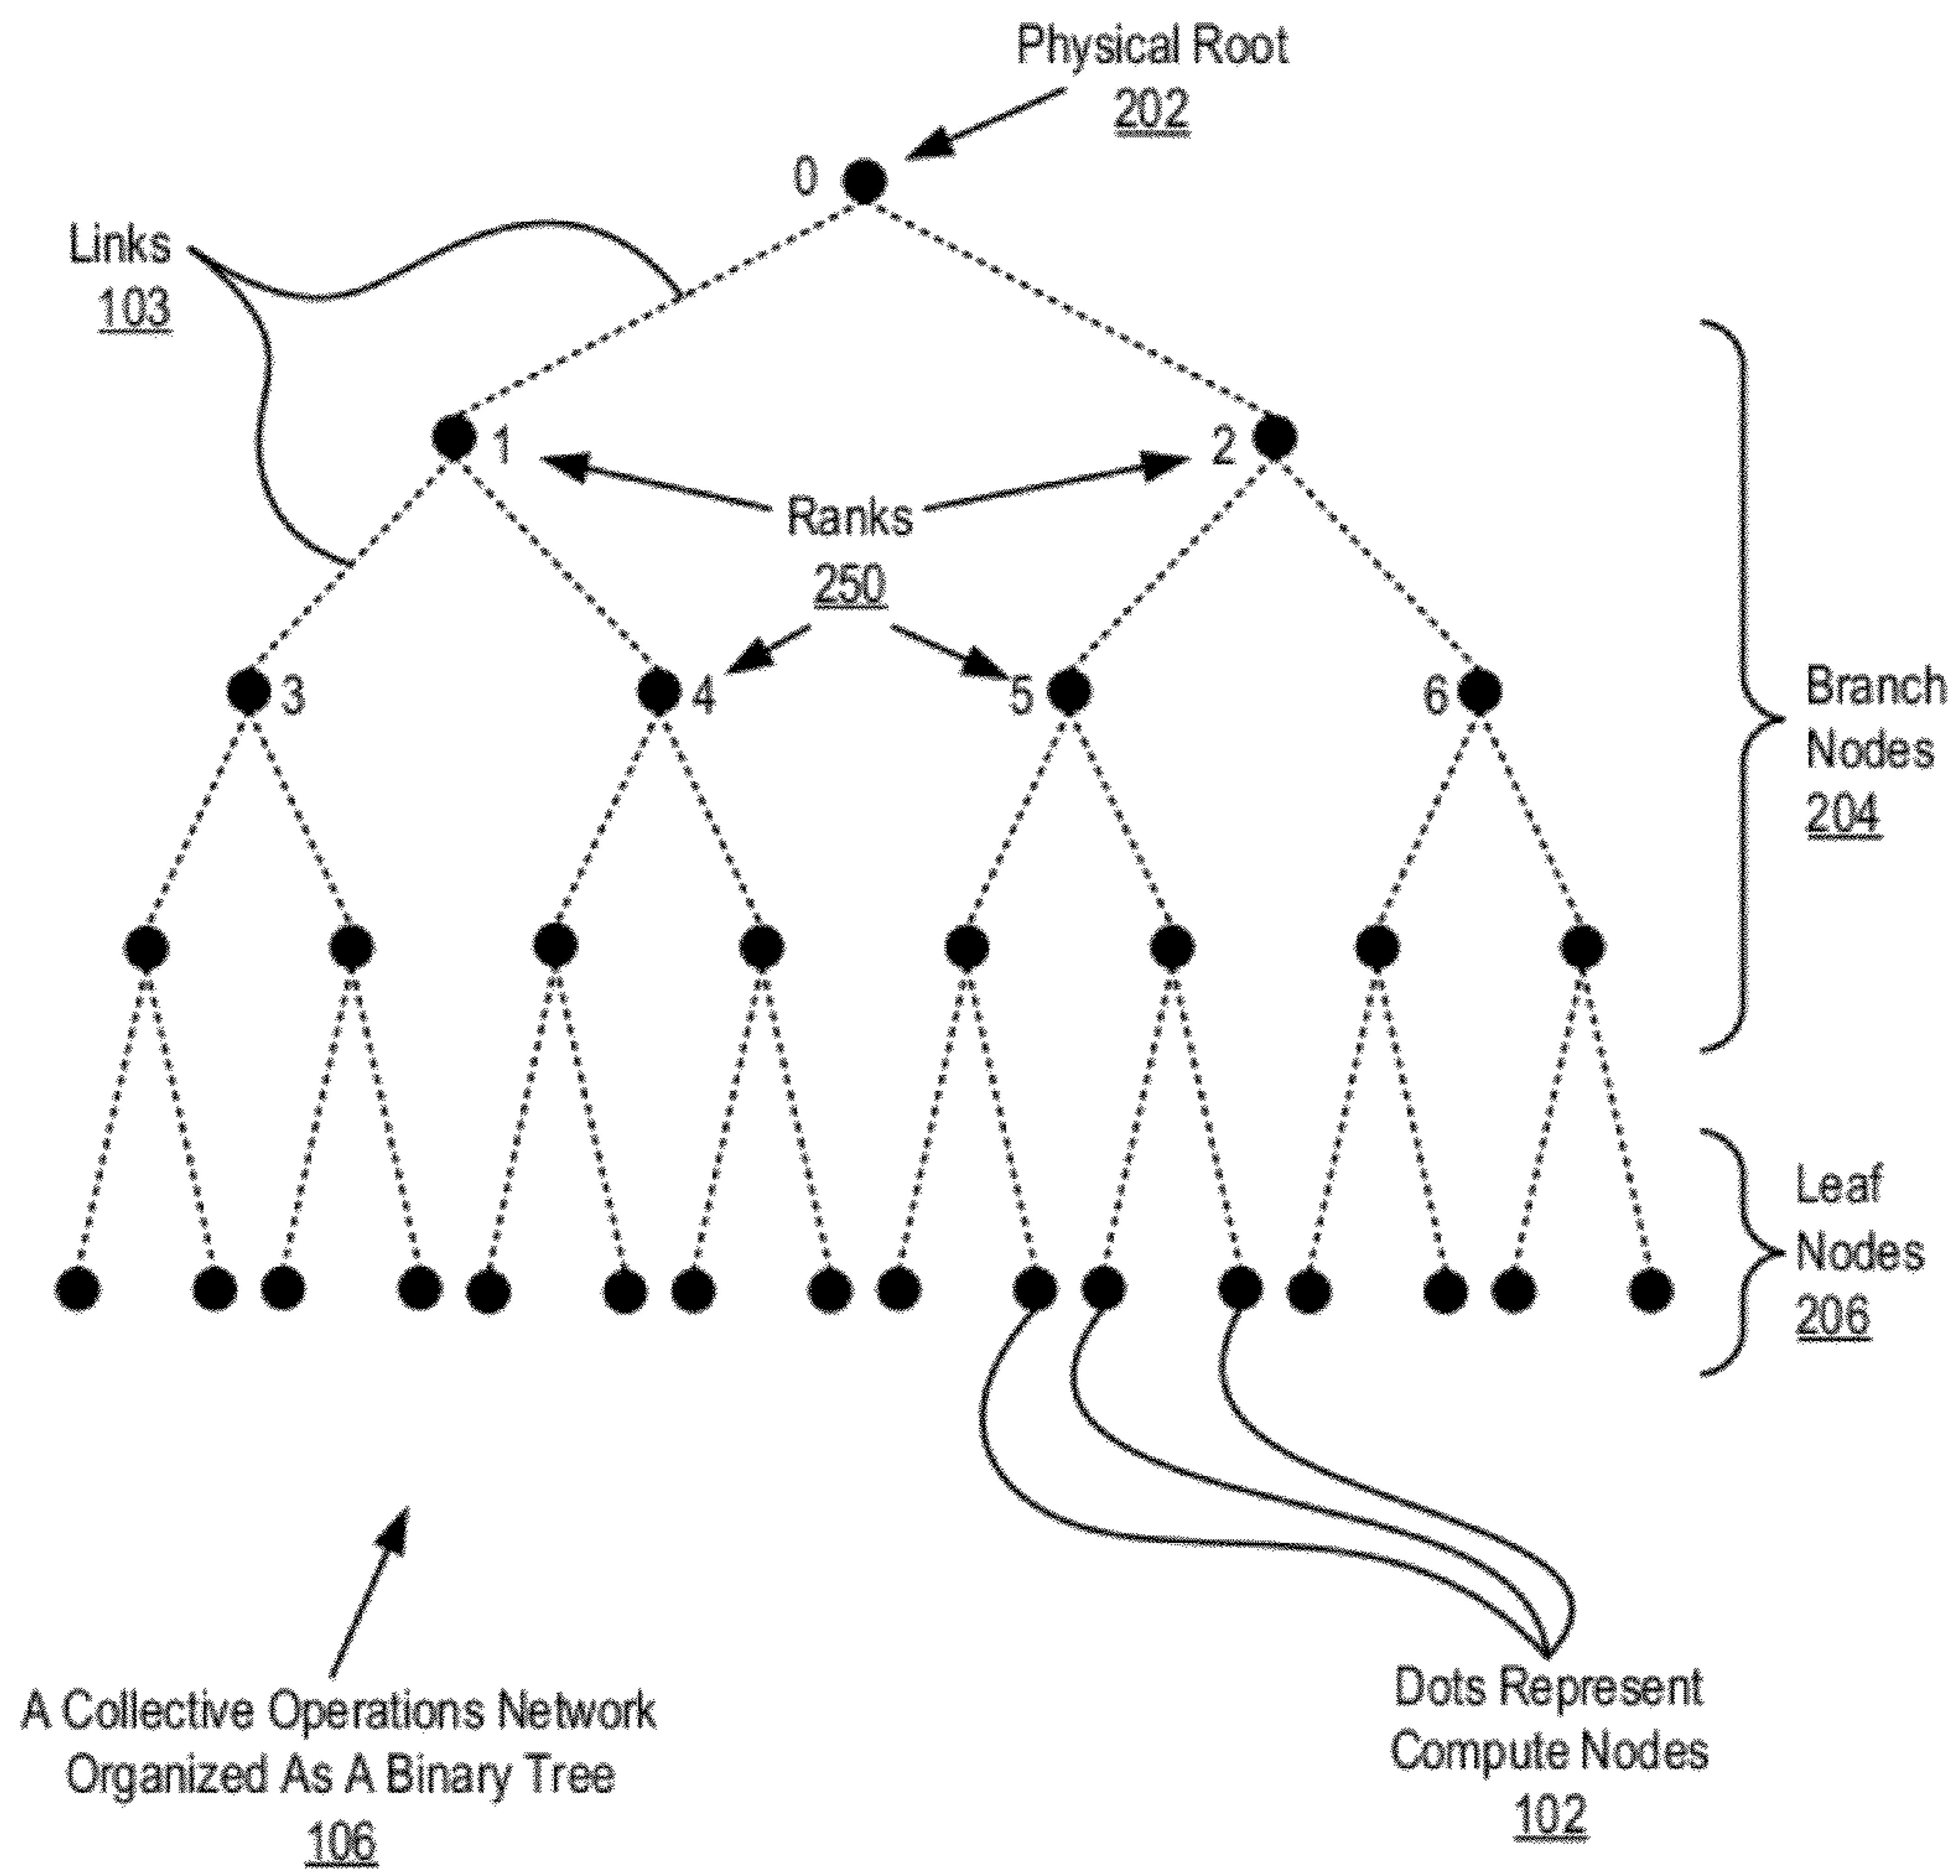 Physical Root
202
0
Links
103
1
2
Ranks
250
3
4
5
6
Branch
Nodes
204
Leaf
Nodes
206
A Collective Operations Network
Organized As A Binary Tree
106
Dots Represent
Compute Nodes
102